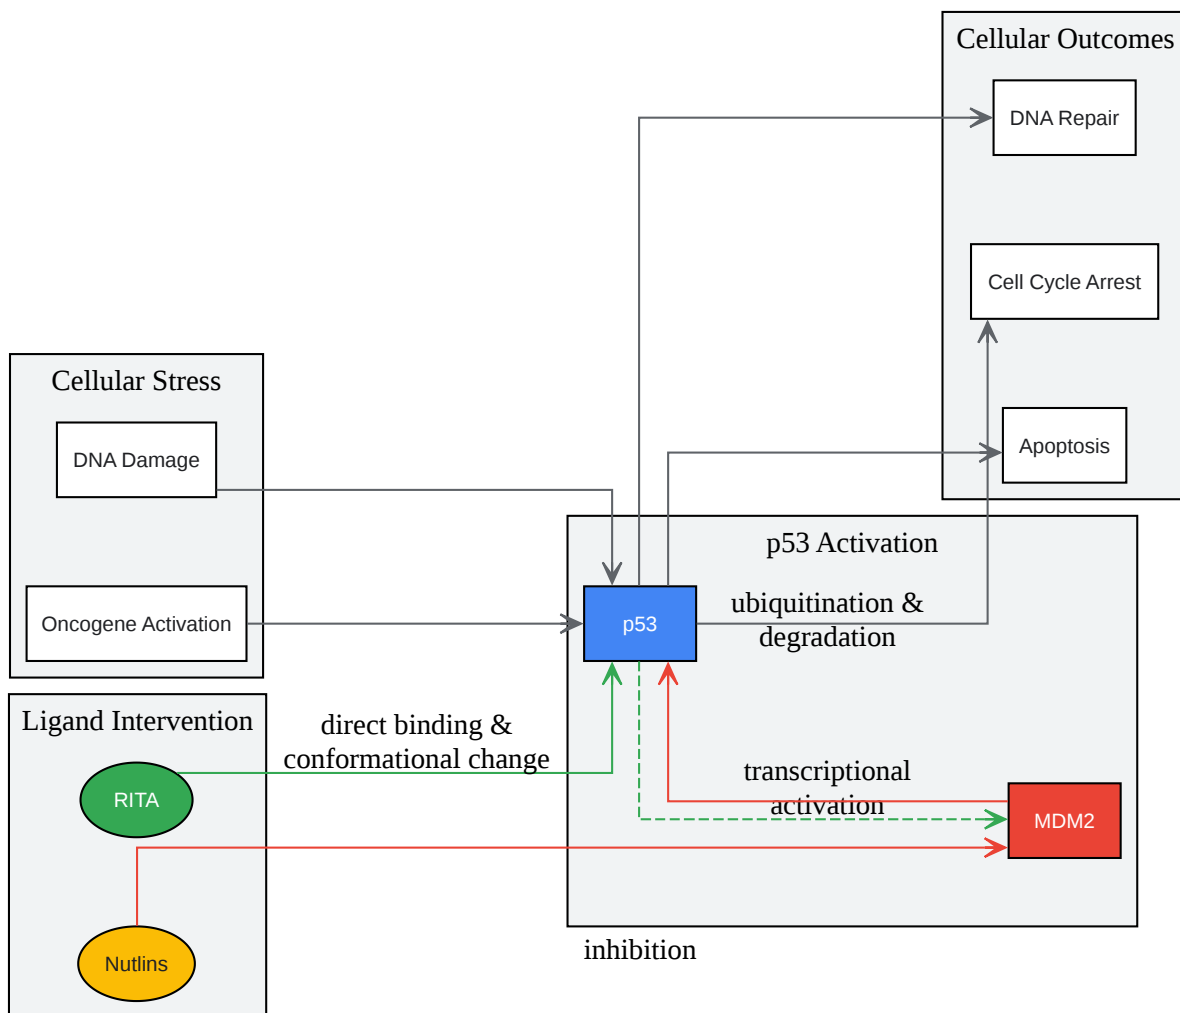 Cellular Outcomes
DNA Repair
Cell Cycle Arrest
Apoptosis
Cellular Stress
DNA Damage
Oncogene Activation
p53 Activation
p53
ubiquitination &
degradation
transcriptional
activation
MDM2
Ligand Intervention
RITA
direct binding &
conformational change
Nutlins
inhibition